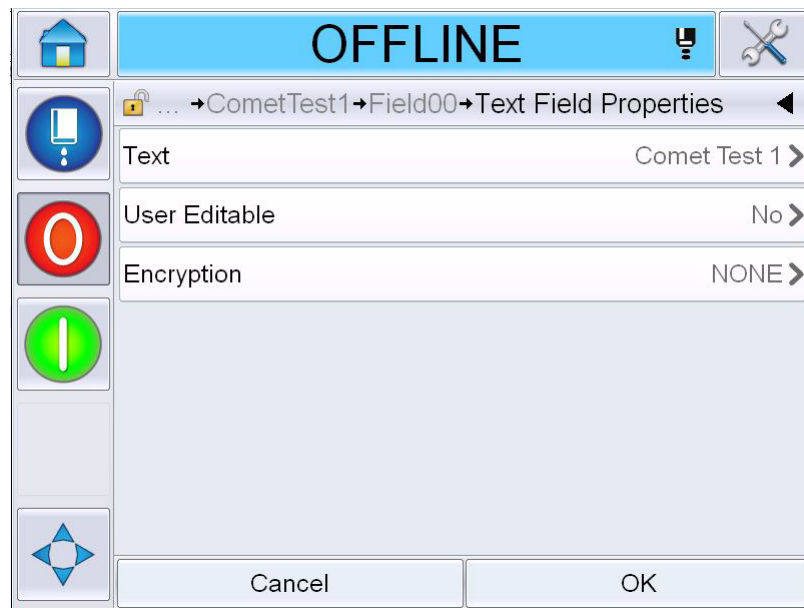 OFFLINE
... →CometTest1→Field00→Text Field Properties
Text Comet Test 1
User Editable No
Encryption NONE
Cancel OK